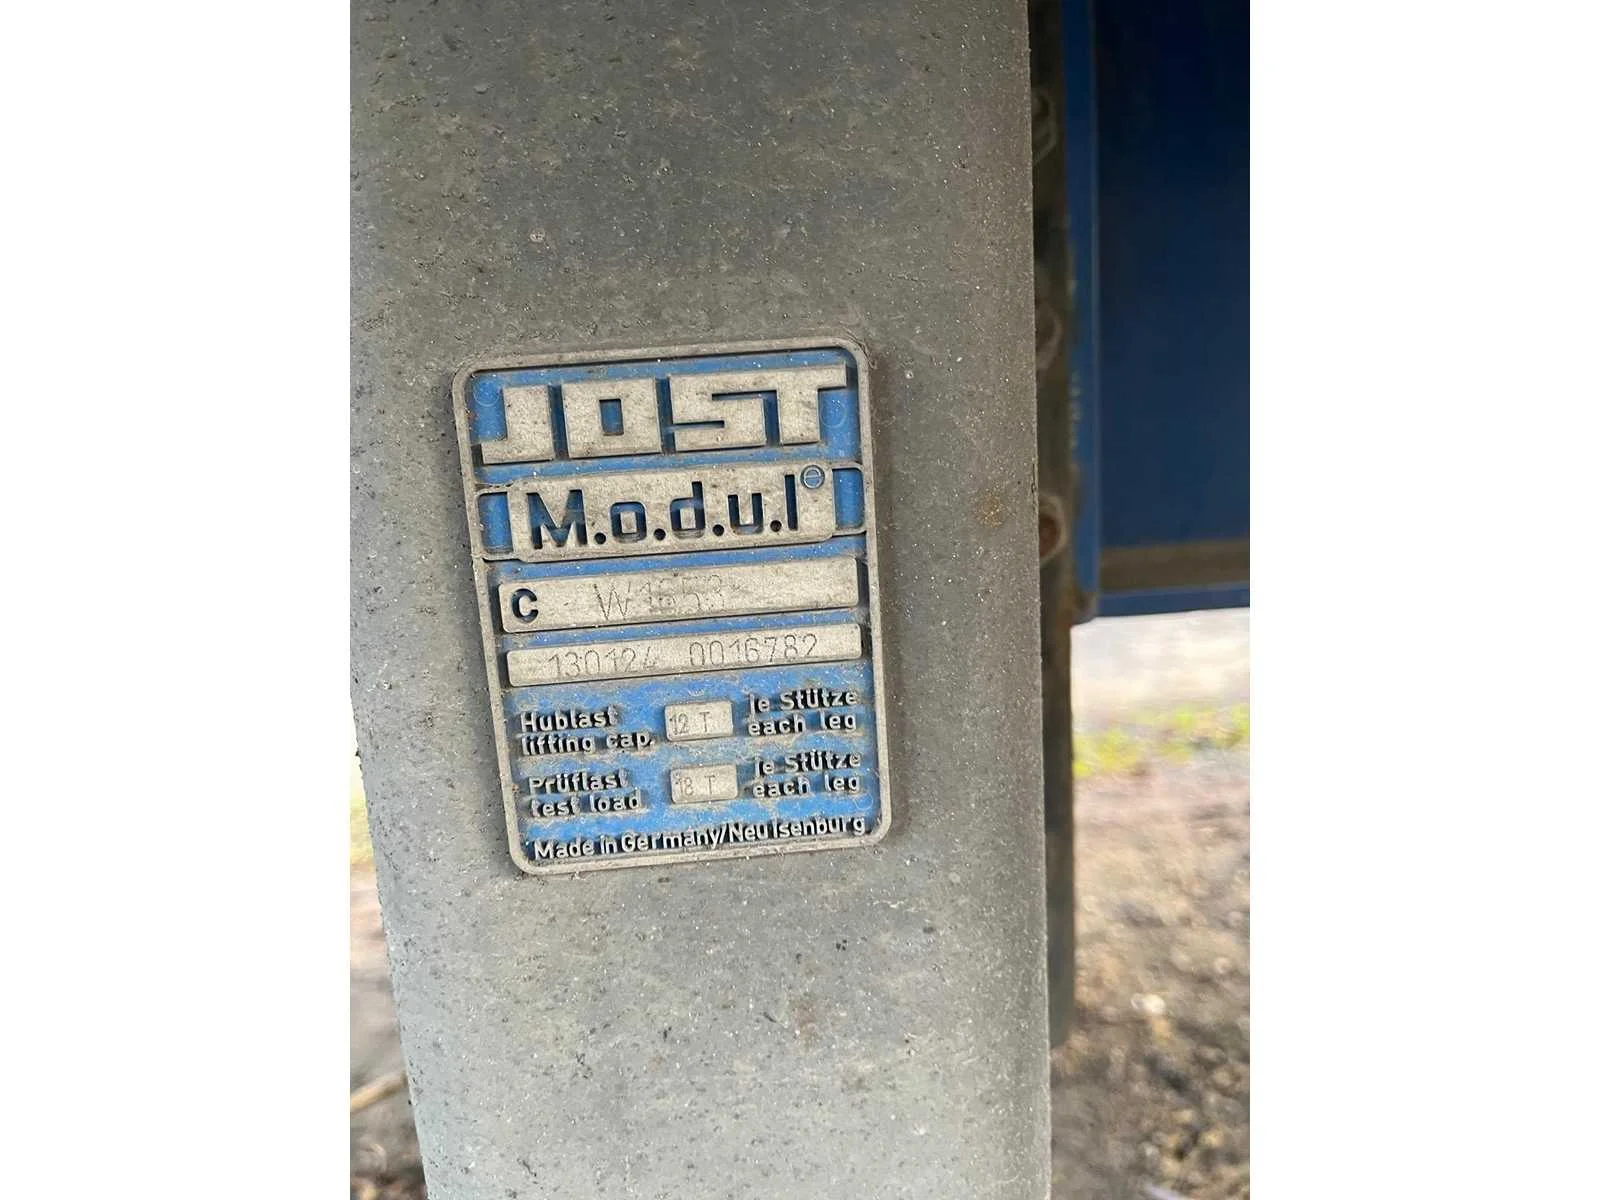 JOST
M.o.d.u.l®
C W1653
130124 0016782
Hublast 12 T je Stütze
lifting cap. each leg
Prüflast 18 T je Stütze
test load each leg
Made in Germany/Neu Isenburg